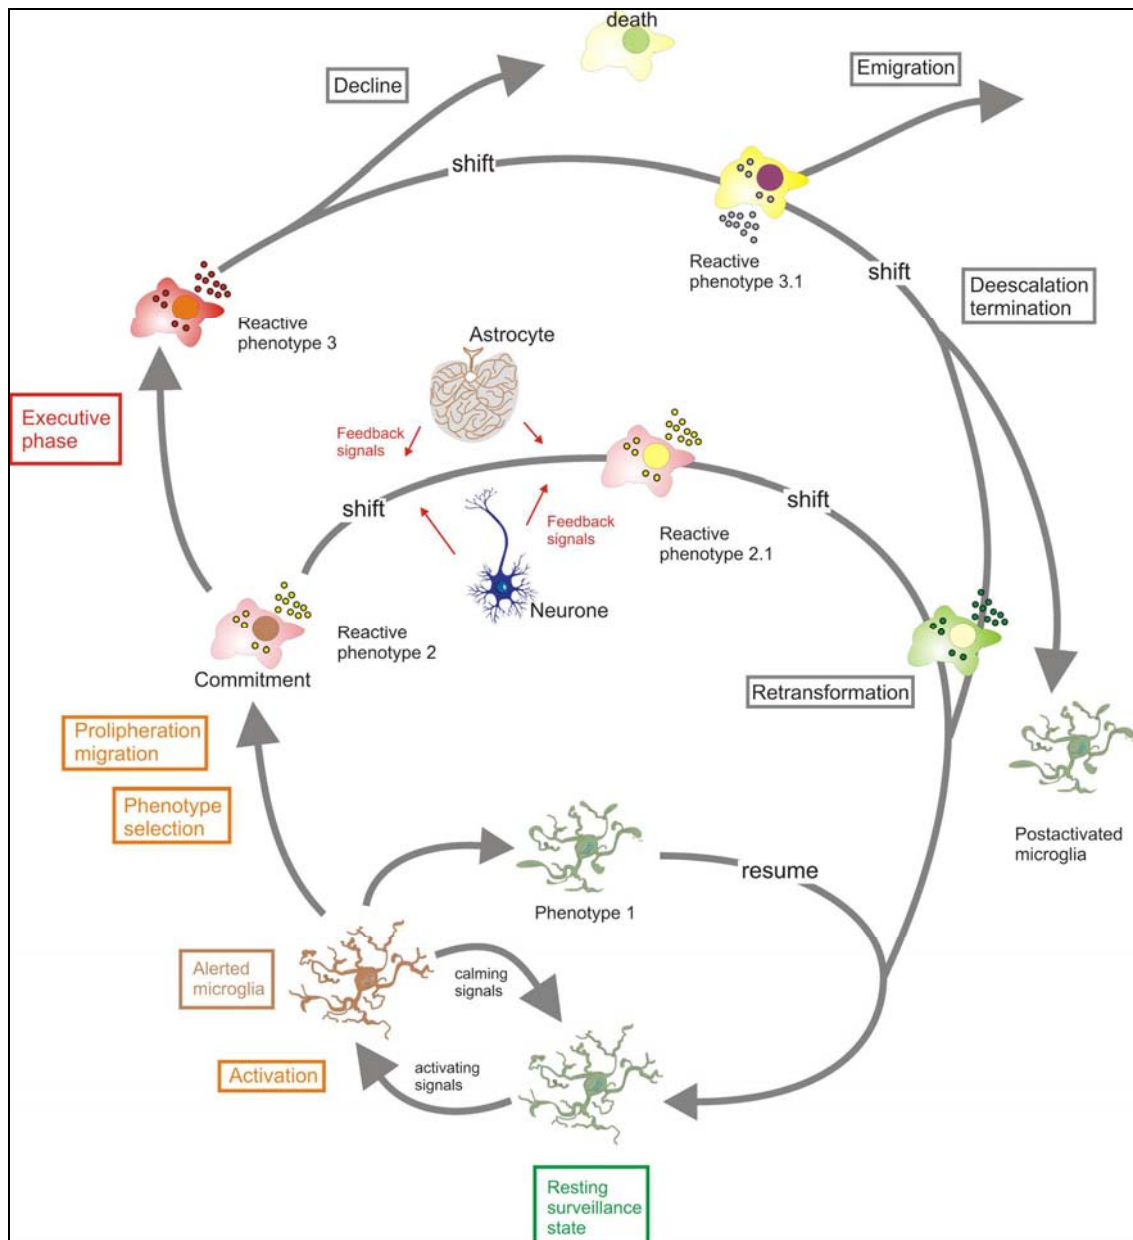 death
Decline
Emigration
shift
Reactive
phenotype 3.1
shift
Deescalation
termination
Reactive
phenotype 3
Astrocyte
Executive
phase
Feedback
signals
shift
shift
Feedback
signals
Reactive
phenotype 2.1
Neurone
Reactive
phenotype 2
Commitment
Retransformation
Prolipheration
migration
Phenotype
selection
Postactivated
microglia
resume
Phenotype 1
Alerted
microglia
calming
signals
Activation
activating
signals
Resting
surveillance
state